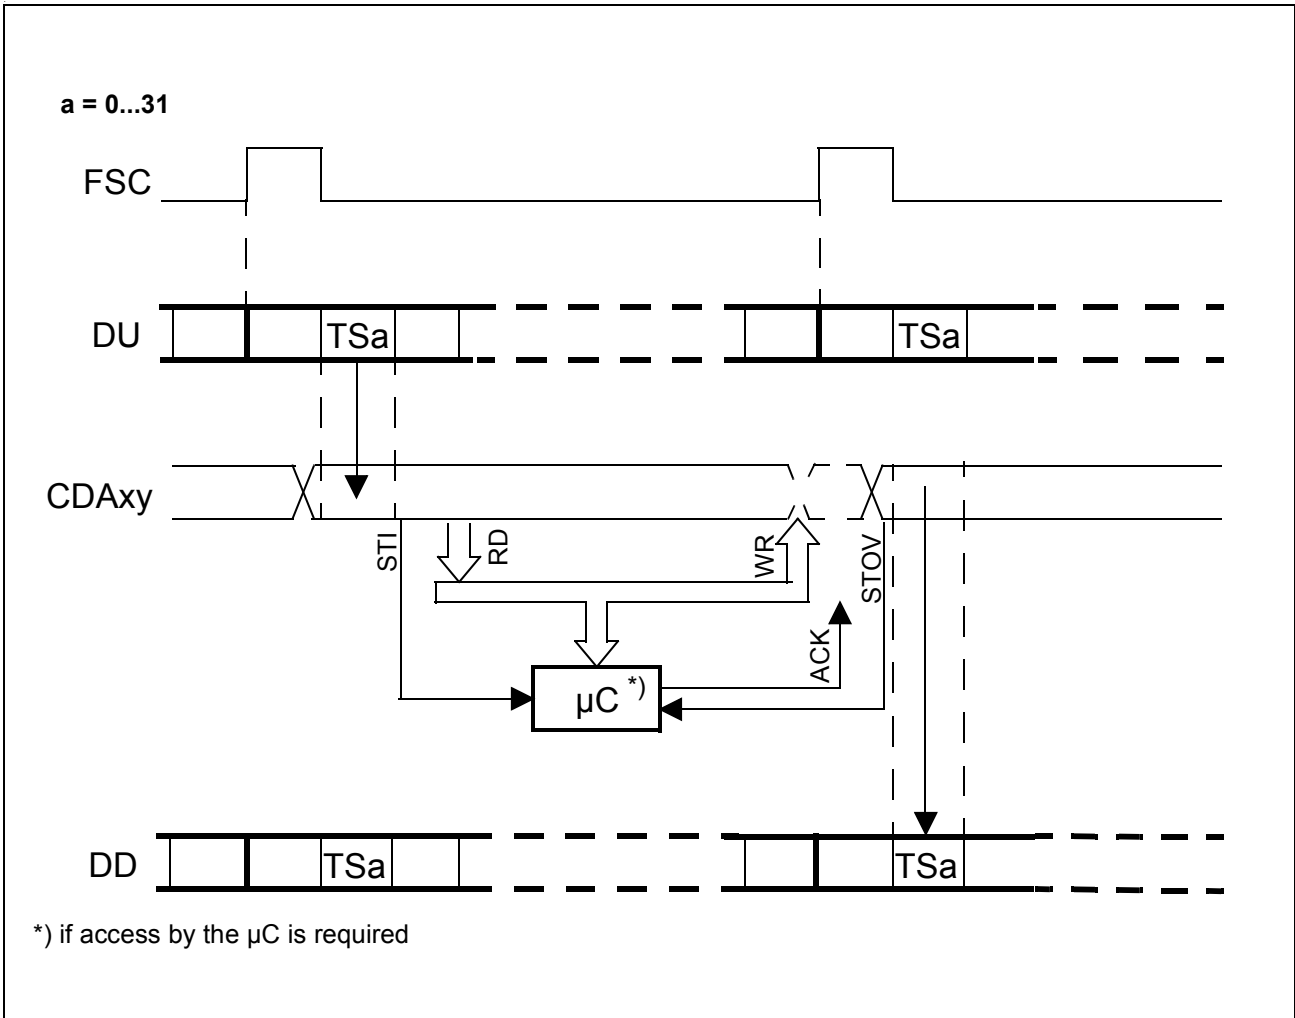 a = 0...31
FSC
DU
TSa
TSa
CDAxy
STI
RD
WR
STOV
ACK
µC *)
DD
TSa
TSa
*) if access by the µC is required